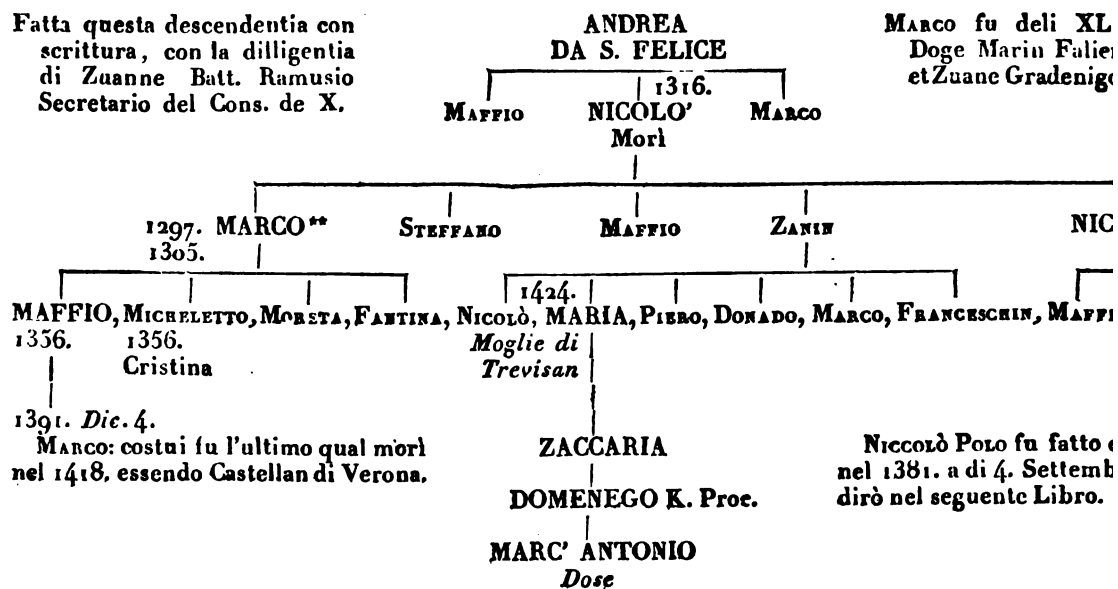 Fatta questa descendentia con
scrittura, con la dilligentia
di Zuanne Batt. Ramusio
Secretario del Cons. de X.
ANDREA
DA S. FELICE
MARCO fu deli XL
Doge Marin Falier
et Zuane Gradenigo
1316.
MAFFIO NICOLO' MARCO
Morì
1297. MARCO** STEFFANO MAFFIO ZANIN NIC
1305.
1424.
MAFFIO, MICHELETTO, MORETA, FANTINA, NICOLÒ, MARIA, PIERO, DONADO, MARCO, FRANCESCHIN, MAFFI
1356. 1356. Moglie di
Cristina Trevisan
1391. Dic. 4.
MARCO: costui fu l'ultimo qual morì
nel 1418. essendo Castellan di Verona.
ZACCARIA
DOMENEGO K. Proc.
MARC' ANTONIO
Dose
NICCOLÒ POLO fu fatto
nel 1381. a di 4. Settemb
dirò nel seguente Libro.